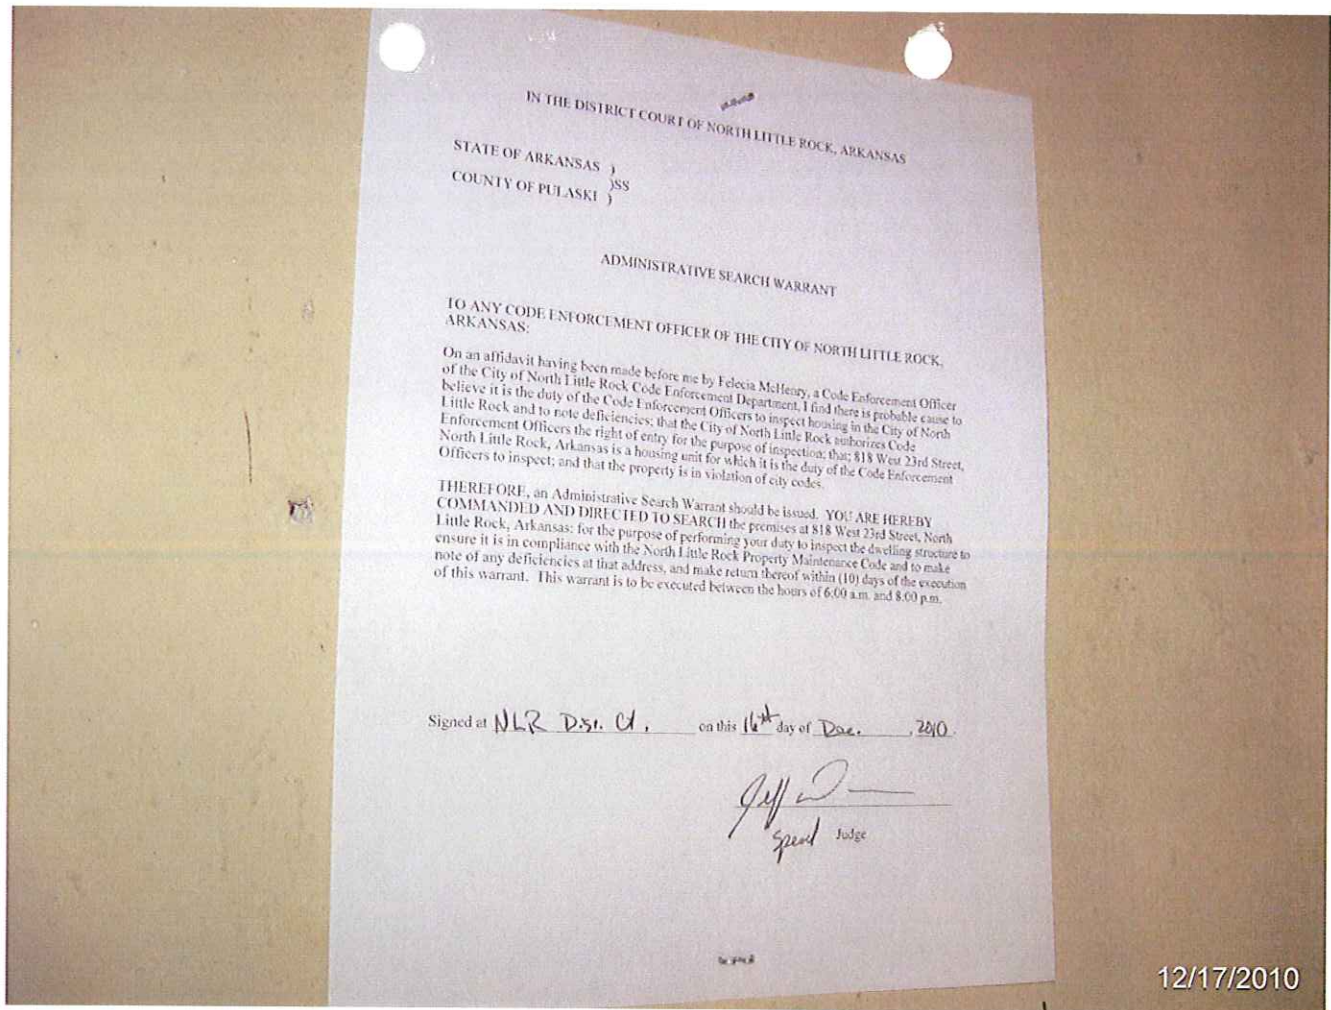 IN THE DISTRICT COURT OF NORTH LITTLE ROCK, ARKANSAS
STATE OF ARKANSAS )
)SS
COUNTY OF PULASKI )
ADMINISTRATIVE SEARCH WARRANT
TO ANY CODE ENFORCEMENT OFFICER OF THE CITY OF NORTH LITTLE ROCK,
ARKANSAS:
On an affidavit having been made before me by Felecia McHenry, a Code Enforcement Officer
of the City of North Little Rock Code Enforcement Department, I find there is probable cause to
believe it is the duty of the Code Enforcement Officers to inspect housing in the City of North
Little Rock and to note deficiencies; that the City of North Little Rock authorizes Code
Enforcement Officers the right of entry for the purpose of inspection; that; 818 West 23rd Street,
North Little Rock, Arkansas is a housing unit for which it is the duty of the Code Enforcement
Officers to inspect; and that the property is in violation of city codes.
THEREFORE, an Administrative Search Warrant should be issued. YOU ARE HEREBY
COMMANDED AND DIRECTED TO SEARCH the premises at 818 West 23rd Street, North
Little Rock, Arkansas: for the purpose of performing your duty to inspect the dwelling structure to
ensure it is in compliance with the North Little Rock Property Maintenance Code and to make
note of any deficiencies at that address, and make return thereof within (10) days of the execution
of this warrant. This warrant is to be executed between the hours of 6:00 a.m. and 8:00 p.m.
Signed at NLR Dist. Ct. on this 16th day of Dec. , 2010.
Jeff
Special Judge
12/17/2010